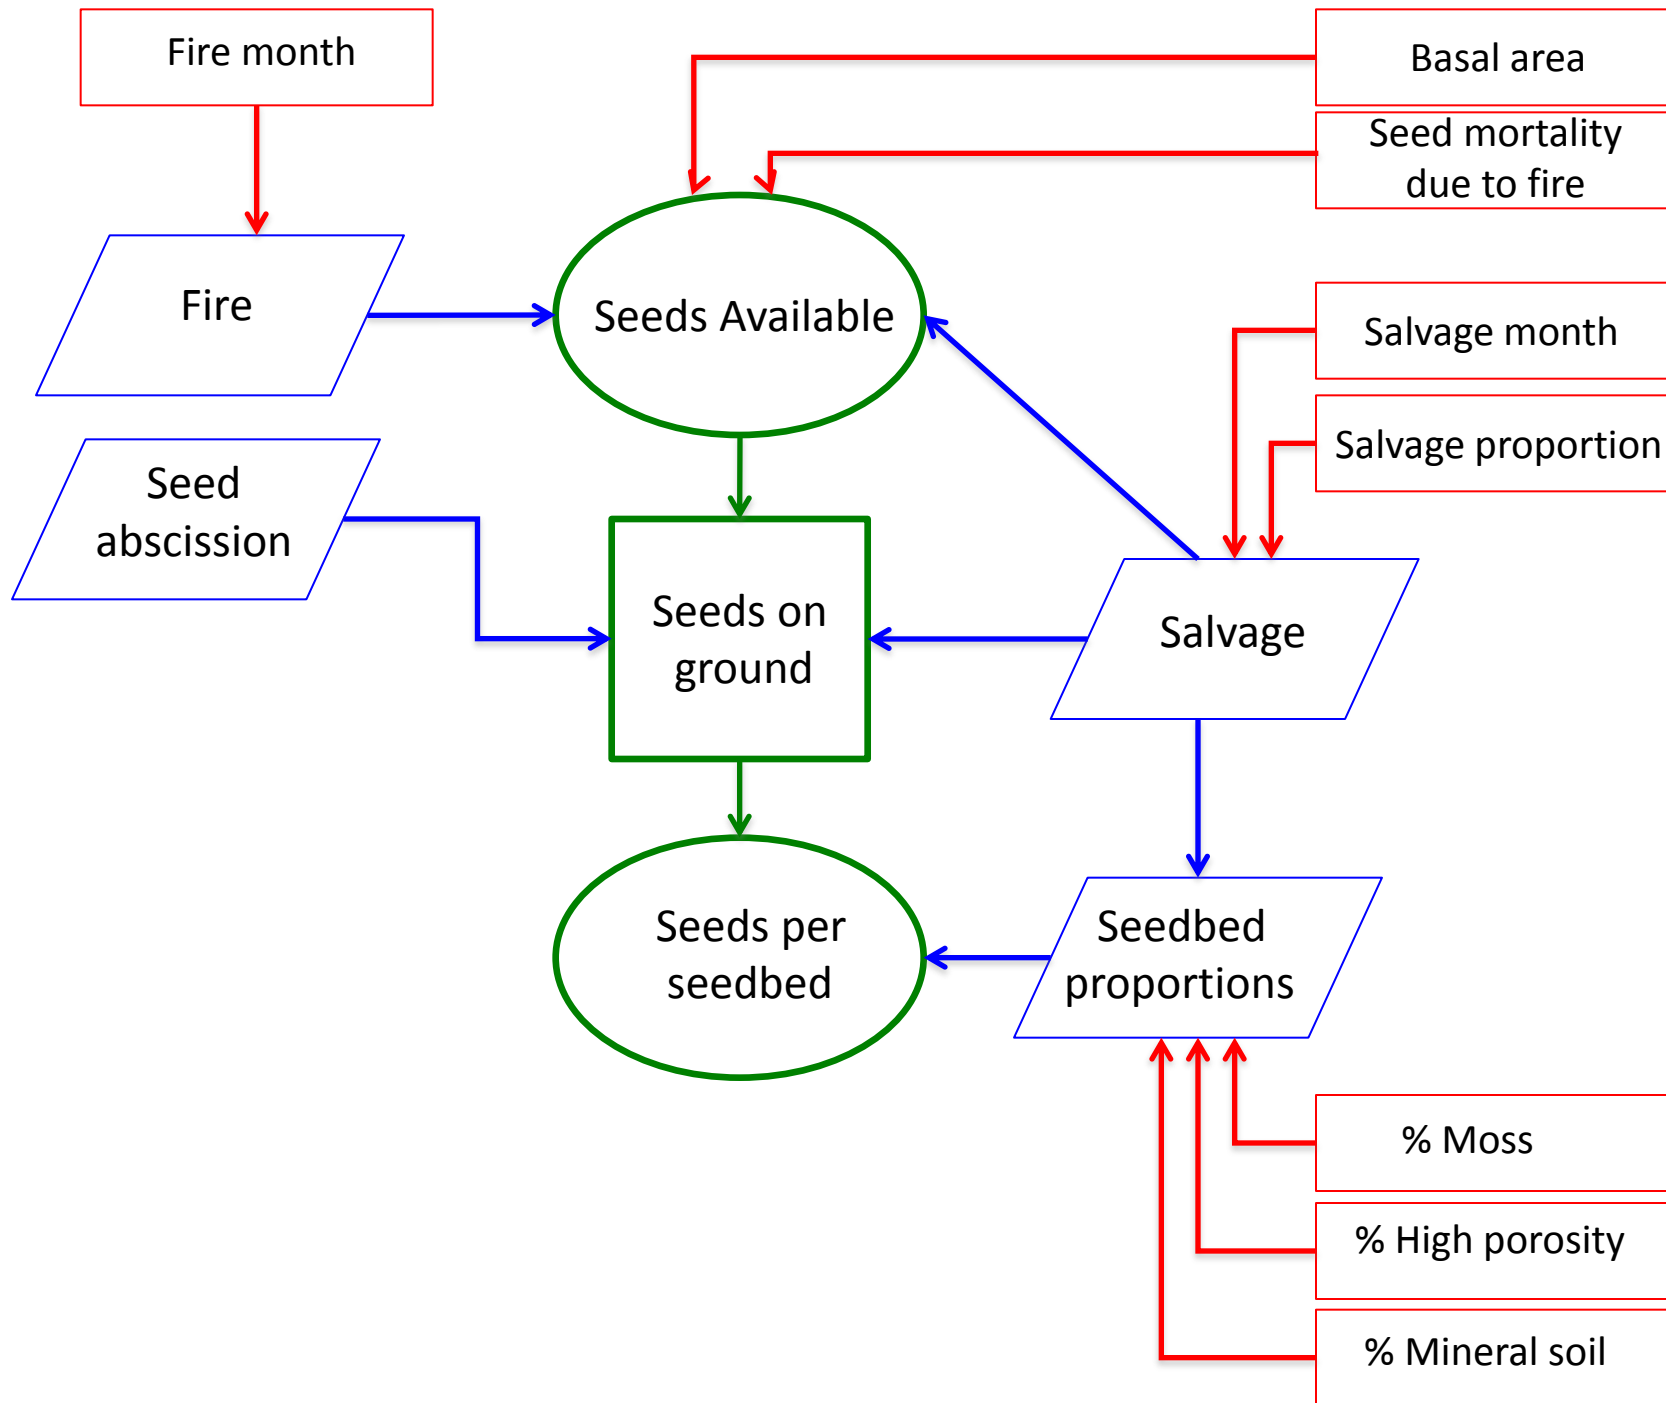 Fire month
Basal area
Seed mortality
due to fire
Fire
Seeds Available
Salvage month
Salvage proportion
Seed
abscission
Seeds on
ground
Salvage
Seeds per
seedbed
Seedbed
proportions
% Moss
% High porosity
% Mineral soil